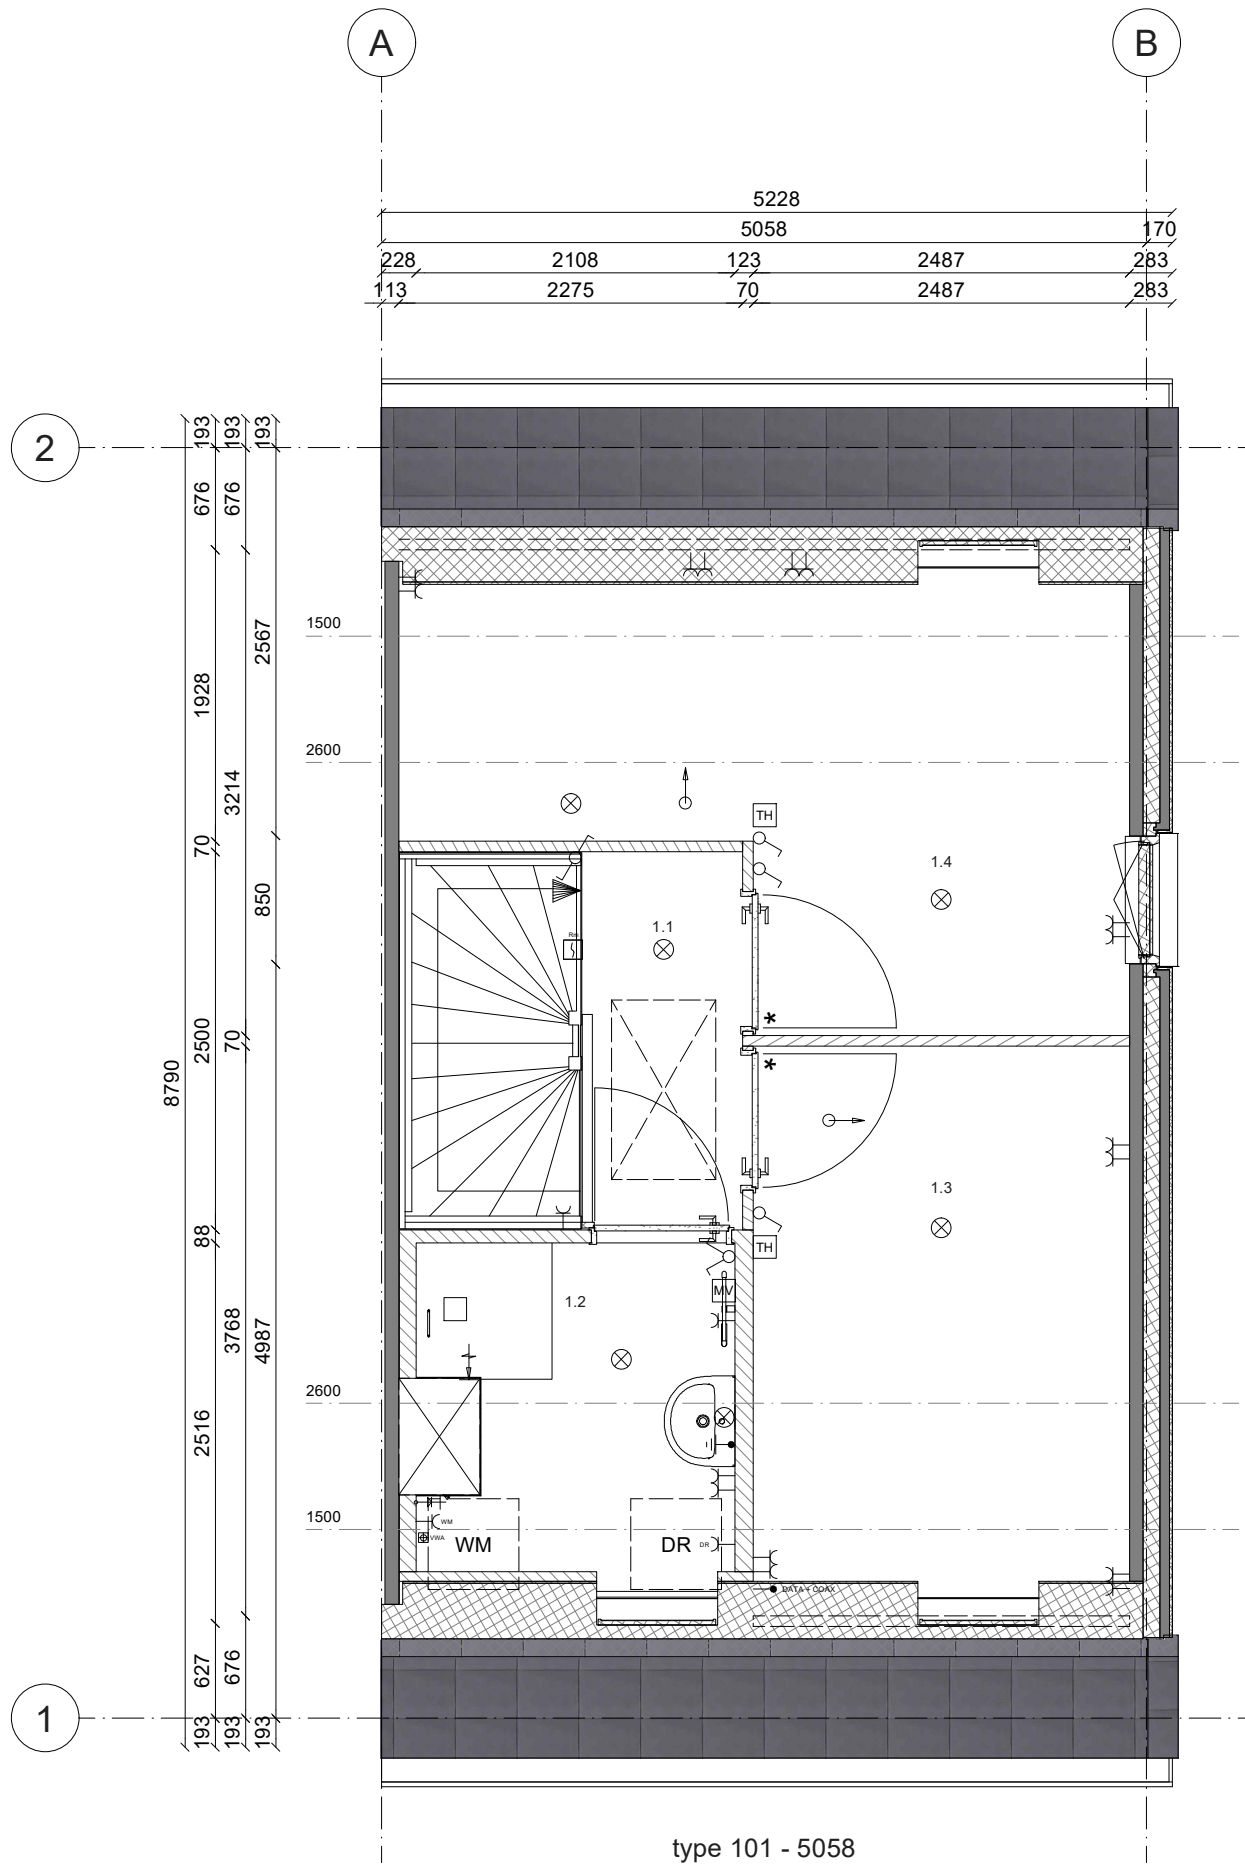 A B
5228
5058 170
228 2108 123 2487 283
113 2275 70 2487 283
2
193 193 193
676 676
1500
2567
1928
2600
3214
TH
70
1.4
850
1.1
Rm
*
2500
70
*
8790
1.3
88
TH
1.2
MV
3768
4987
2600
2516
1500
WM
VWA
WM
DR
DR
DATA + COAX
627 676
1
193 193 193
type 101 - 5058